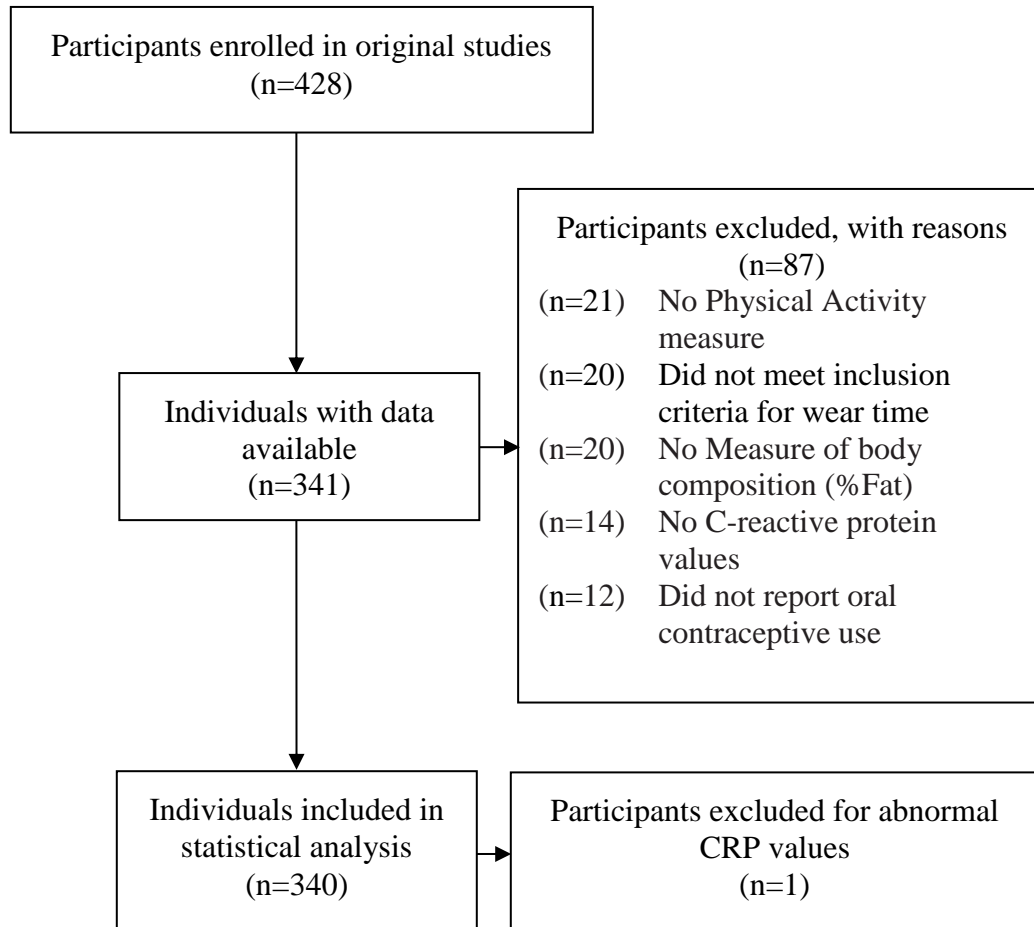 Participants enrolled in original studies
(n=428)
Participants excluded, with reasons
(n=87)
(n=21) No Physical Activity
measure
(n=20) Did not meet inclusion
criteria for wear time
(n=20) No Measure of body
composition (%Fat)
(n=14) No C-reactive protein
values
(n=12) Did not report oral
contraceptive use
Individuals with data
available
(n=341)
Individuals included in
statistical analysis
(n=340)
Participants excluded for abnormal
CRP values
(n=1)